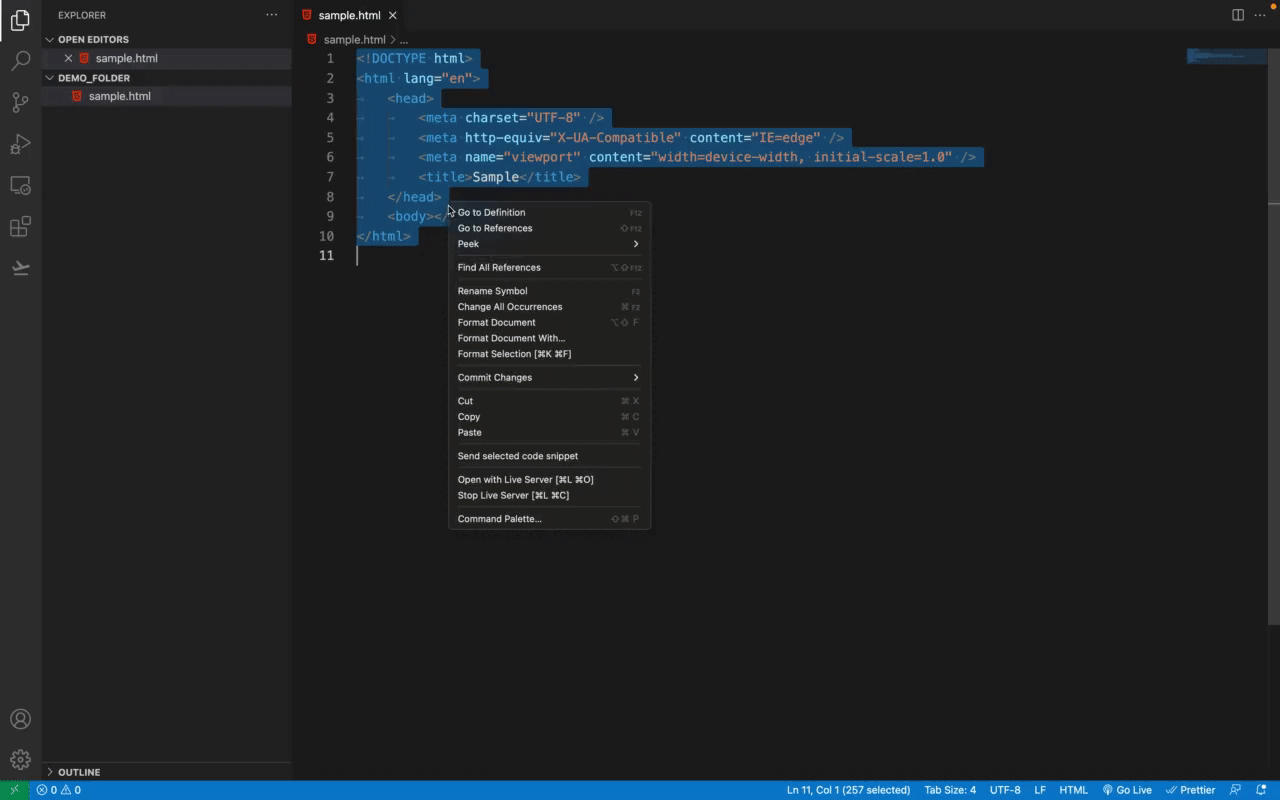 EXPLORER
OPEN EDITORS
sample.html
DEMO_FOLDER
sample.html
OUTLINE
sample.html
sample.html > ...
1 <!DOCTYPE html>
2 <html lang="en">
3 <head>
4 <meta charset="UTF-8" />
5 <meta http-equiv="X-UA-Compatible" content="IE=edge" />
6 <meta name="viewport" content="width=device-width, initial-scale=1.0" />
7 <title>Sample</title>
8 </head>
9 <body></
10 </html>
11
Go to Definition F12
Go to References ⇧F12
Peek
Find All References ⌥⇧F12
Rename Symbol F2
Change All Occurrences ⌘F2
Format Document ⌥⇧F
Format Document With...
Format Selection [⌘K ⌘F]
Commit Changes
Cut ⌘X
Copy ⌘C
Paste ⌘V
Send selected code snippet
Open with Live Server [⌘L ⌘O]
Stop Live Server [⌘L ⌘C]
Command Palette... ⇧⌘P
0 0 Ln 11, Col 1 (257 selected) Tab Size: 4 UTF-8 LF HTML Go Live Prettier